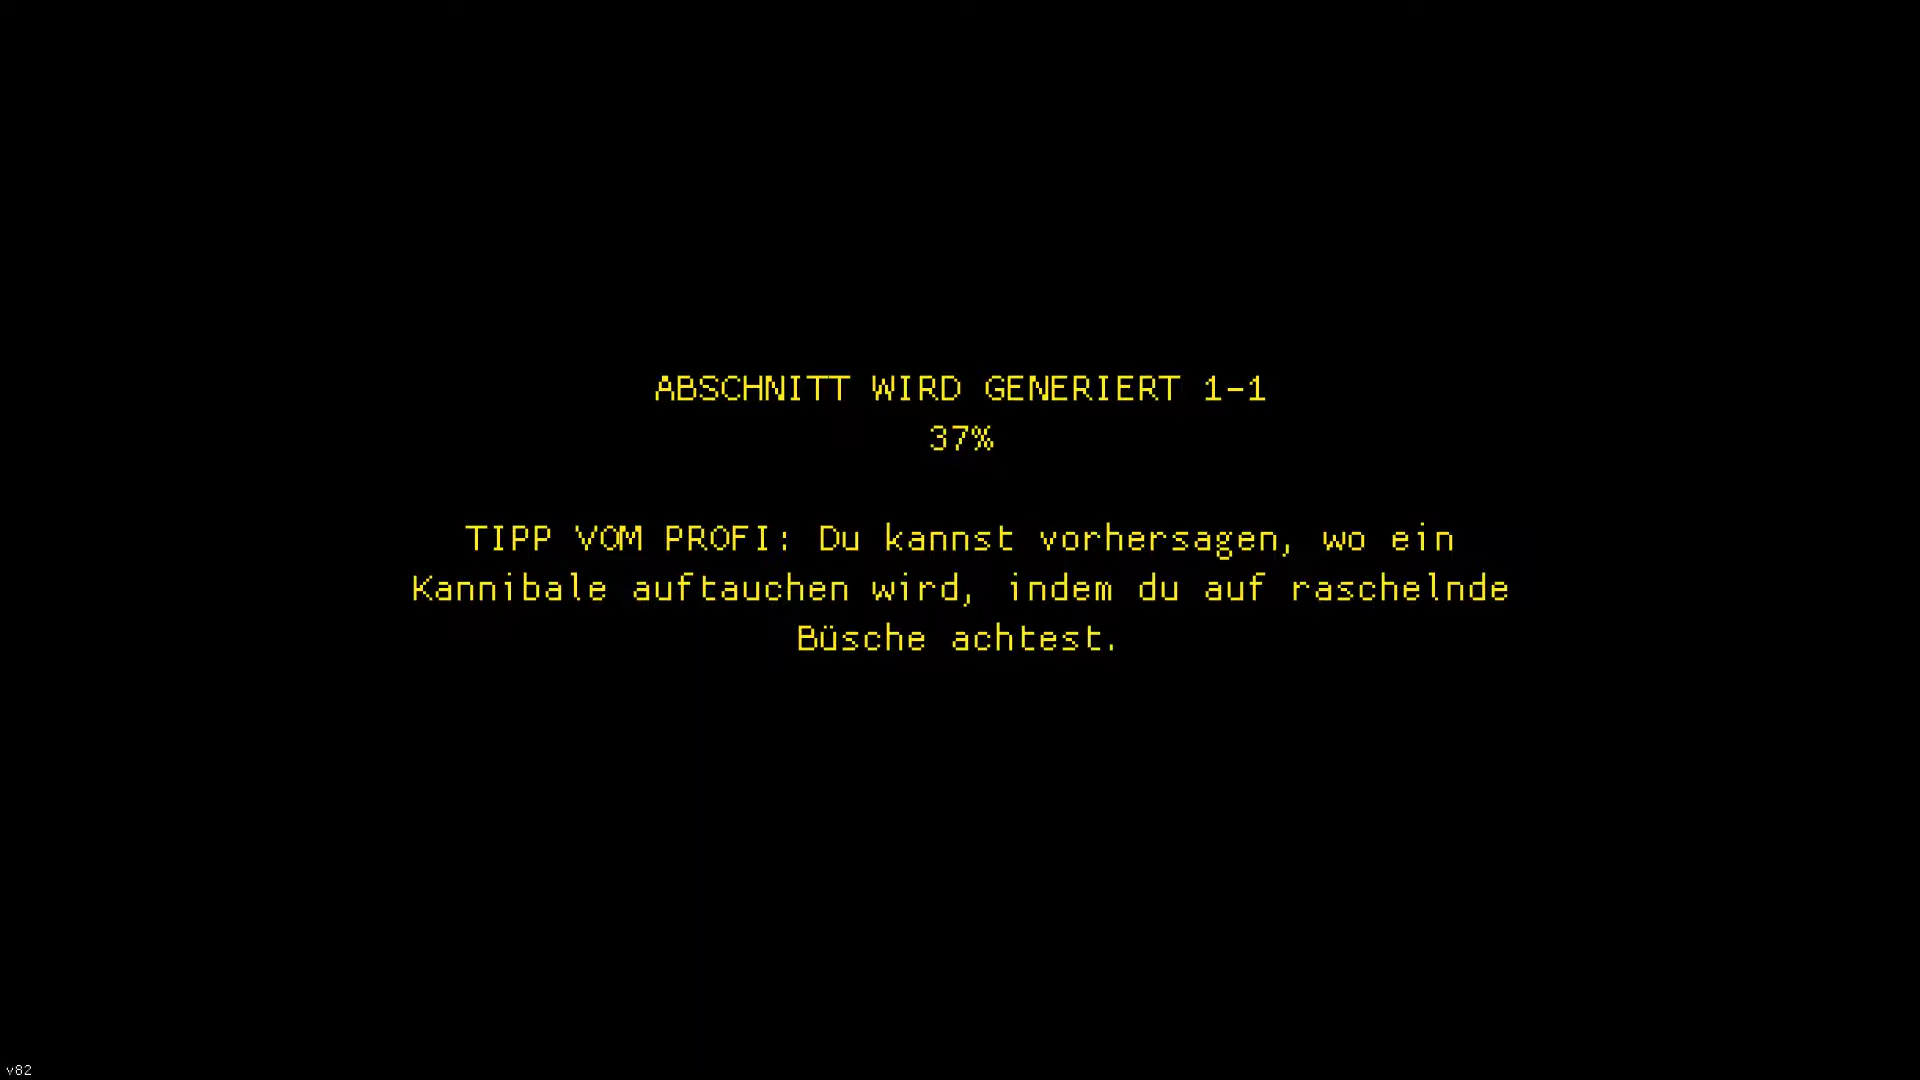 ABSCHNITT WIRD GENERIERT 1-1
37%
TIPP VOM PROFI: Du kannst vorhersagen, wo ein
Kannibale auftauchen wird, indem du auf raschelnde
Büsche achtest.
v82